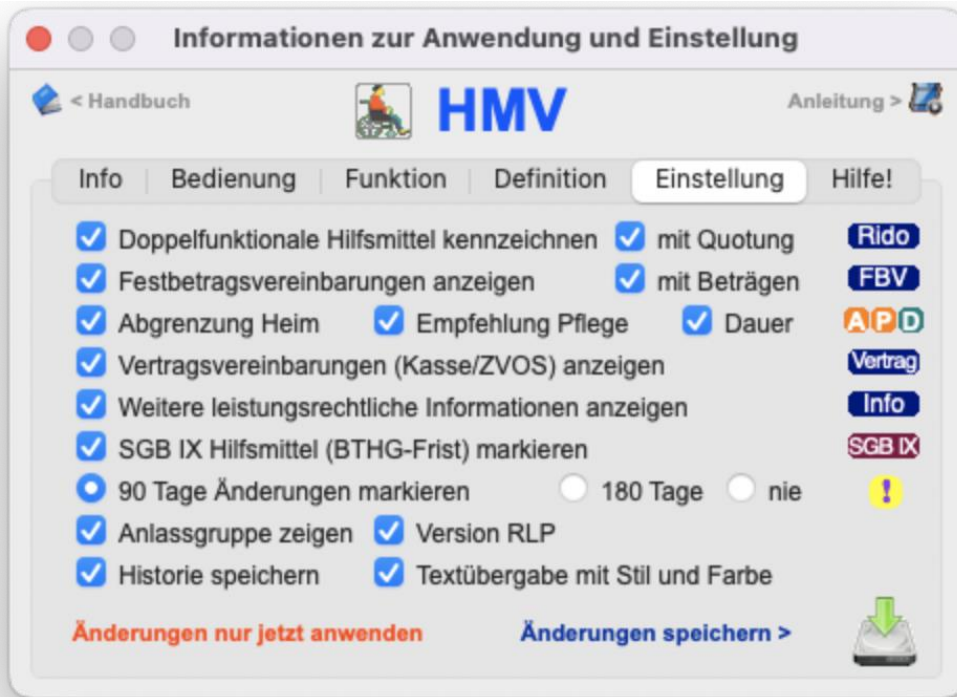 Informationen zur Anwendung und Einstellung
< Handbuch HMV Anleitung >
Info Bedienung Funktion Definition Einstellung Hilfe!
Doppelfunktionale Hilfsmittel kennzeichnen mit Quotung Rido
Festbetragsvereinbarungen anzeigen mit Beträgen FBV
Abgrenzung Heim Empfehlung Pflege Dauer A P D
Vertragsvereinbarungen (Kasse/ZVOS) anzeigen Vertrag
Weitere leistungsrechtliche Informationen anzeigen Info
SGB IX Hilfsmittel (BTHG-Frist) markieren SGB IX
90 Tage Änderungen markieren 180 Tage nie !
Anlassgruppe zeigen Version RLP
Historie speichern Textübergabe mit Stil und Farbe
Änderungen nur jetzt anwenden Änderungen speichern >